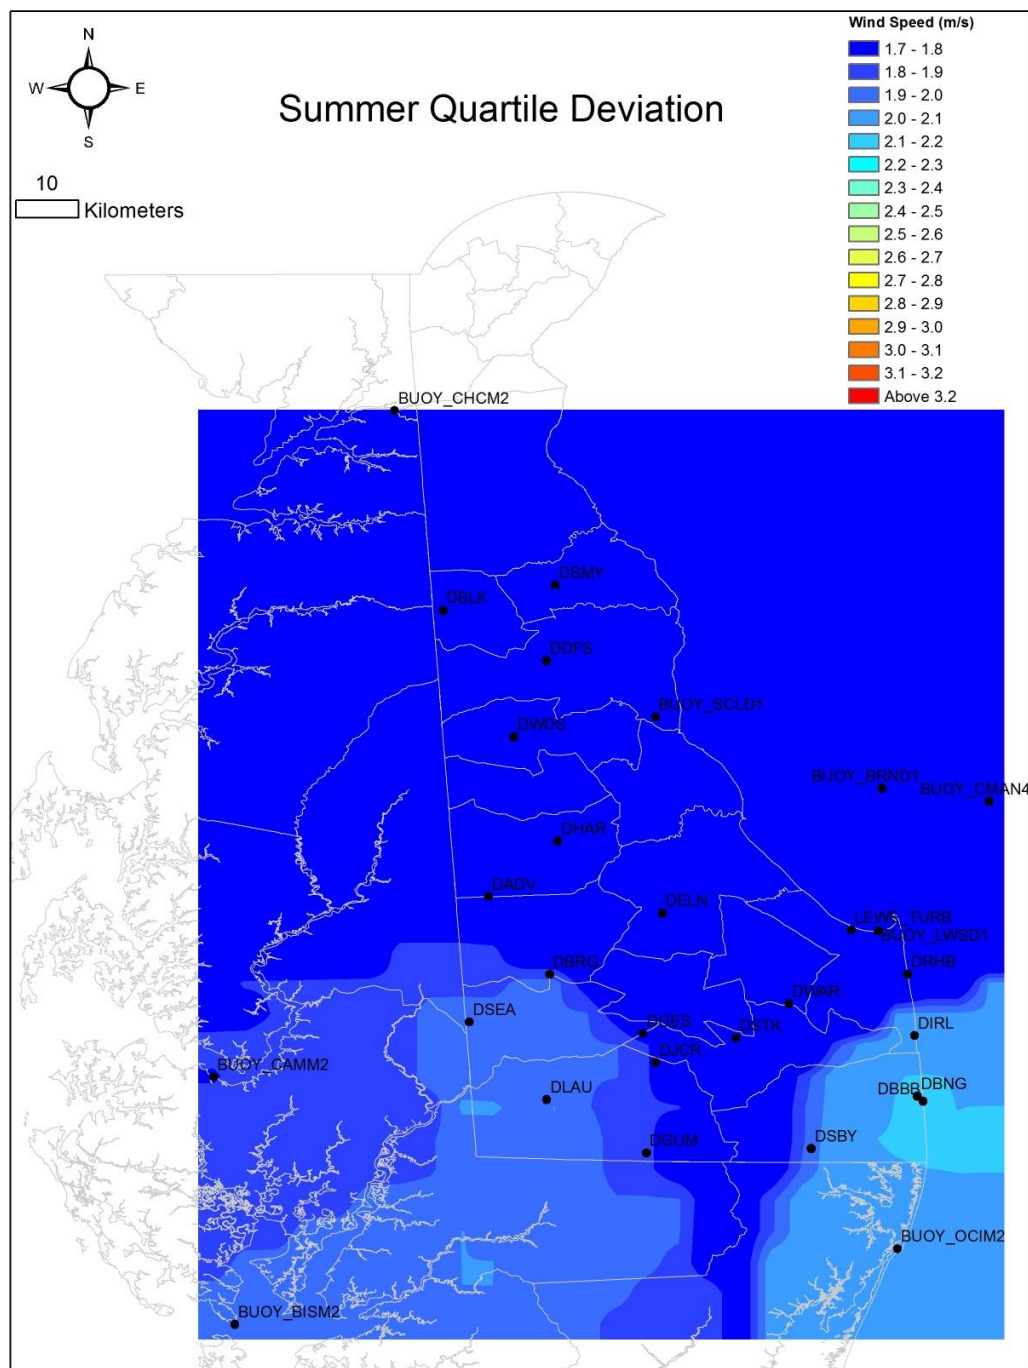 Wind Speed (m/s)
N
W E
S
Summer Quartile Deviation
10
Kilometers
1.7 - 1.8
1.8 - 1.9
1.9 - 2.0
2.0 - 2.1
2.1 - 2.2
2.2 - 2.3
2.3 - 2.4
2.4 - 2.5
2.5 - 2.6
2.6 - 2.7
2.7 - 2.8
2.8 - 2.9
2.9 - 3.0
3.0 - 3.1
3.1 - 3.2
Above 3.2
BUOY_CHCM2
DSMY
DBLK
DDFS
BUOY_SCLD1
DWDS
BUOY_BRND1
BUOY_CMAN4
DHAR
DADV
DELN
LEWE_TURB
BUOY_LWSD1
DBRG
DRHB
DWAR
DSEA
DGES
DSTK
DIRL
DJCR
BUOY_CAMM2
DLAU
DBBB
DBNG
DGUM
DSBY
BUOY_OCIM2
BUOY_BISM2